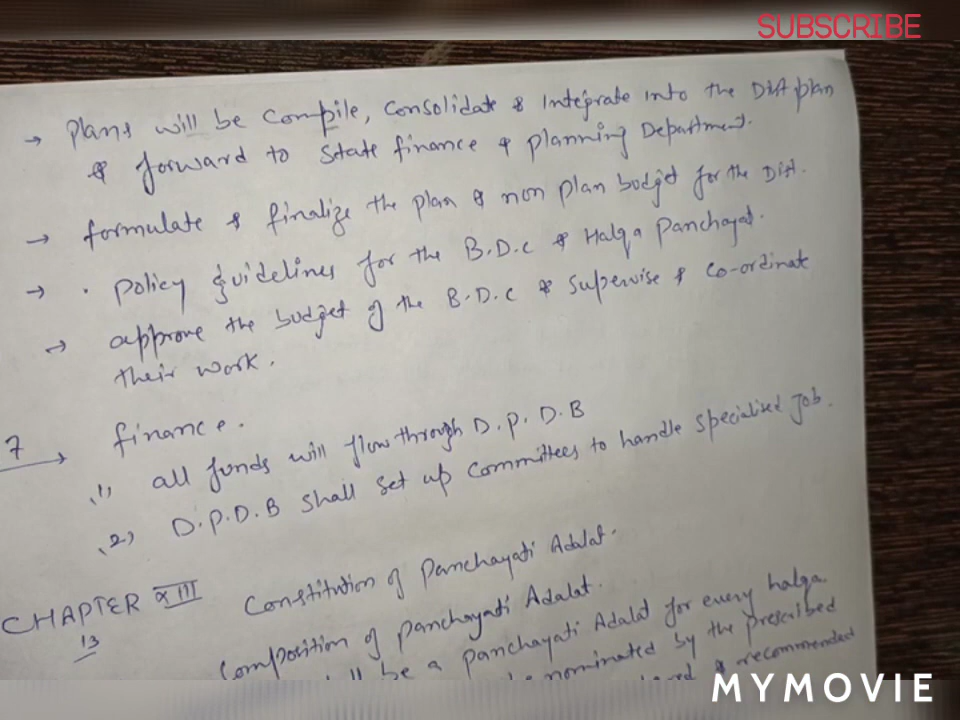 SUBSCRIBE
→ Plans will be Compile, Consolidate & Integrate into the Dist plan
& forward to state finance & planning Department.
→ formulate & finalize the plan & non plan budget for the Dist.
→ . Policy guidelines for the B.D.C & Halqa Panchayat.
→ approve the budget of the B.D.C & supervise & co-ordinate
their work.
7 → finance.
(1) all funds will flow through D.P.D.B
(2) D.P.D.B shall set up committees to handle specialised Job.
CHAPTER XIII Constitution of Panchayati Adalat.
13
Composition of Panchayati Adalat.
be a Panchayati Adalat for every halqa
nominated by the prescribed
& recommended
MYMOVIE